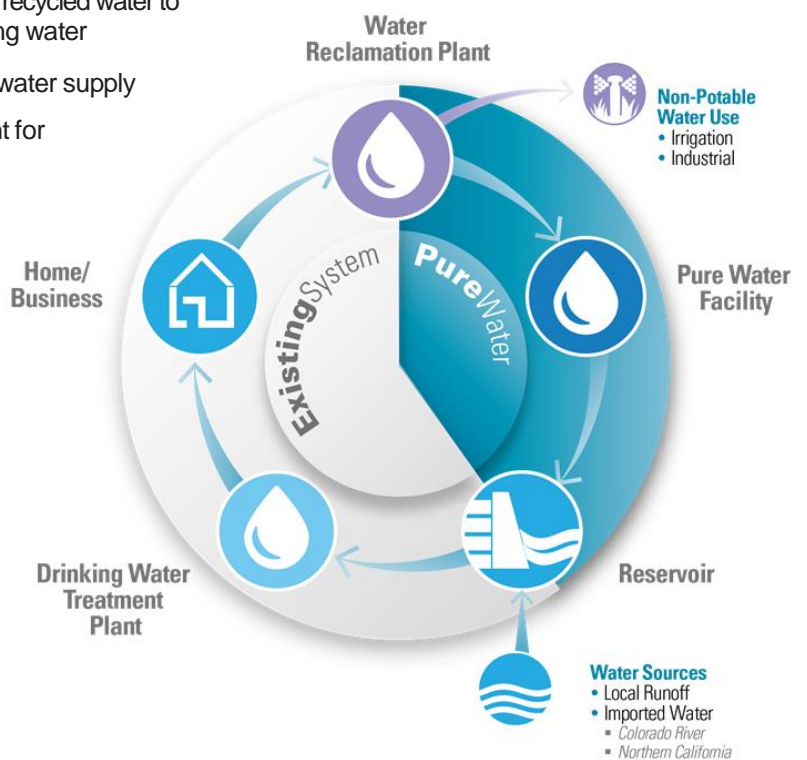 recycled water to
ng water
water supply
t for
Water
Reclamation Plant
Non-Potable
Water Use
• Irrigation
• Industrial
Home/
Business
ExistingSystem
PureWater
Pure Water
Facility
Drinking Water
Treatment
Plant
Reservoir
Water Sources
• Local Runoff
• Imported Water
▪ Colorado River
▪ Northern California